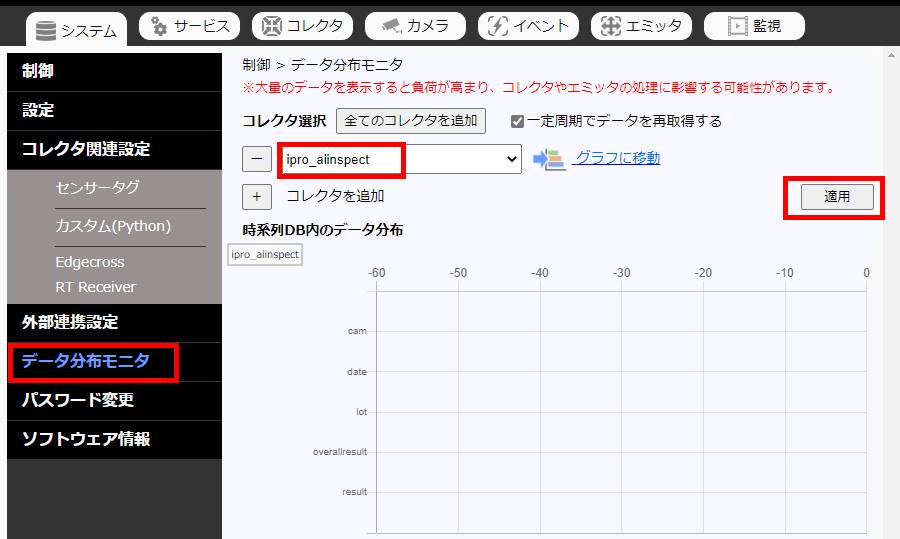 システム サービス コレクタ カメラ イベント エミッタ 監視
制御
設定
コレクタ関連設定
センサータグ
カスタム(Python)
Edgecross
RT Receiver
外部連携設定
データ分布モニタ
パスワード変更
ソフトウェア情報
制御 > データ分布モニタ
※大量のデータを表示すると負荷が高まり、コレクタやエミッタの処理に影響する可能性があります。
コレクタ選択 全てのコレクタを追加 一定周期でデータを再取得する
− ipro_aiinspect グラフに移動
+ コレクタを追加 適用
時系列DB内のデータ分布
ipro_aiinspect
-60 -50 -40 -30 -20 -10 0
cam
date
lot
overallresult
result